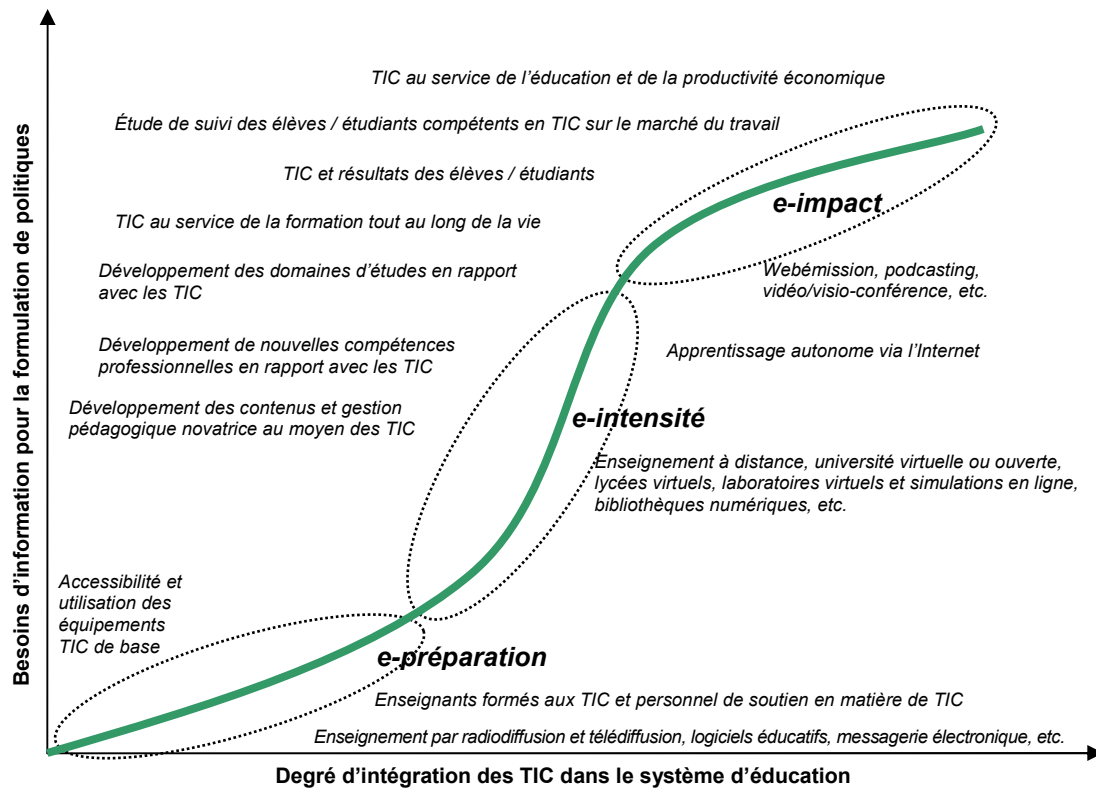 Besoins d’information pour la formulation de politiques
TIC au service de l’éducation et de la productivité économique
Étude de suivi des élèves / étudiants compétents en TIC sur le marché du travail
TIC et résultats des élèves / étudiants
e-impact
TIC au service de la formation tout au long de la vie
Développement des domaines d’études en rapport
avec les TIC
Webémission, podcasting,
vidéo/visio-conférence, etc.
Développement de nouvelles compétences
professionnelles en rapport avec les TIC
Apprentissage autonome via l’Internet
Développement des contenus et gestion
pédagogique novatrice au moyen des TIC
e-intensité
Enseignement à distance, université virtuelle ou ouverte,
lycées virtuels, laboratoires virtuels et simulations en ligne,
bibliothèques numériques, etc.
Accessibilité et
utilisation des
équipements
TIC de base
e-préparation
Enseignants formés aux TIC et personnel de soutien en matière de TIC
Enseignement par radiodiffusion et télédiffusion, logiciels éducatifs, messagerie électronique, etc.
Degré d’intégration des TIC dans le système d’éducation